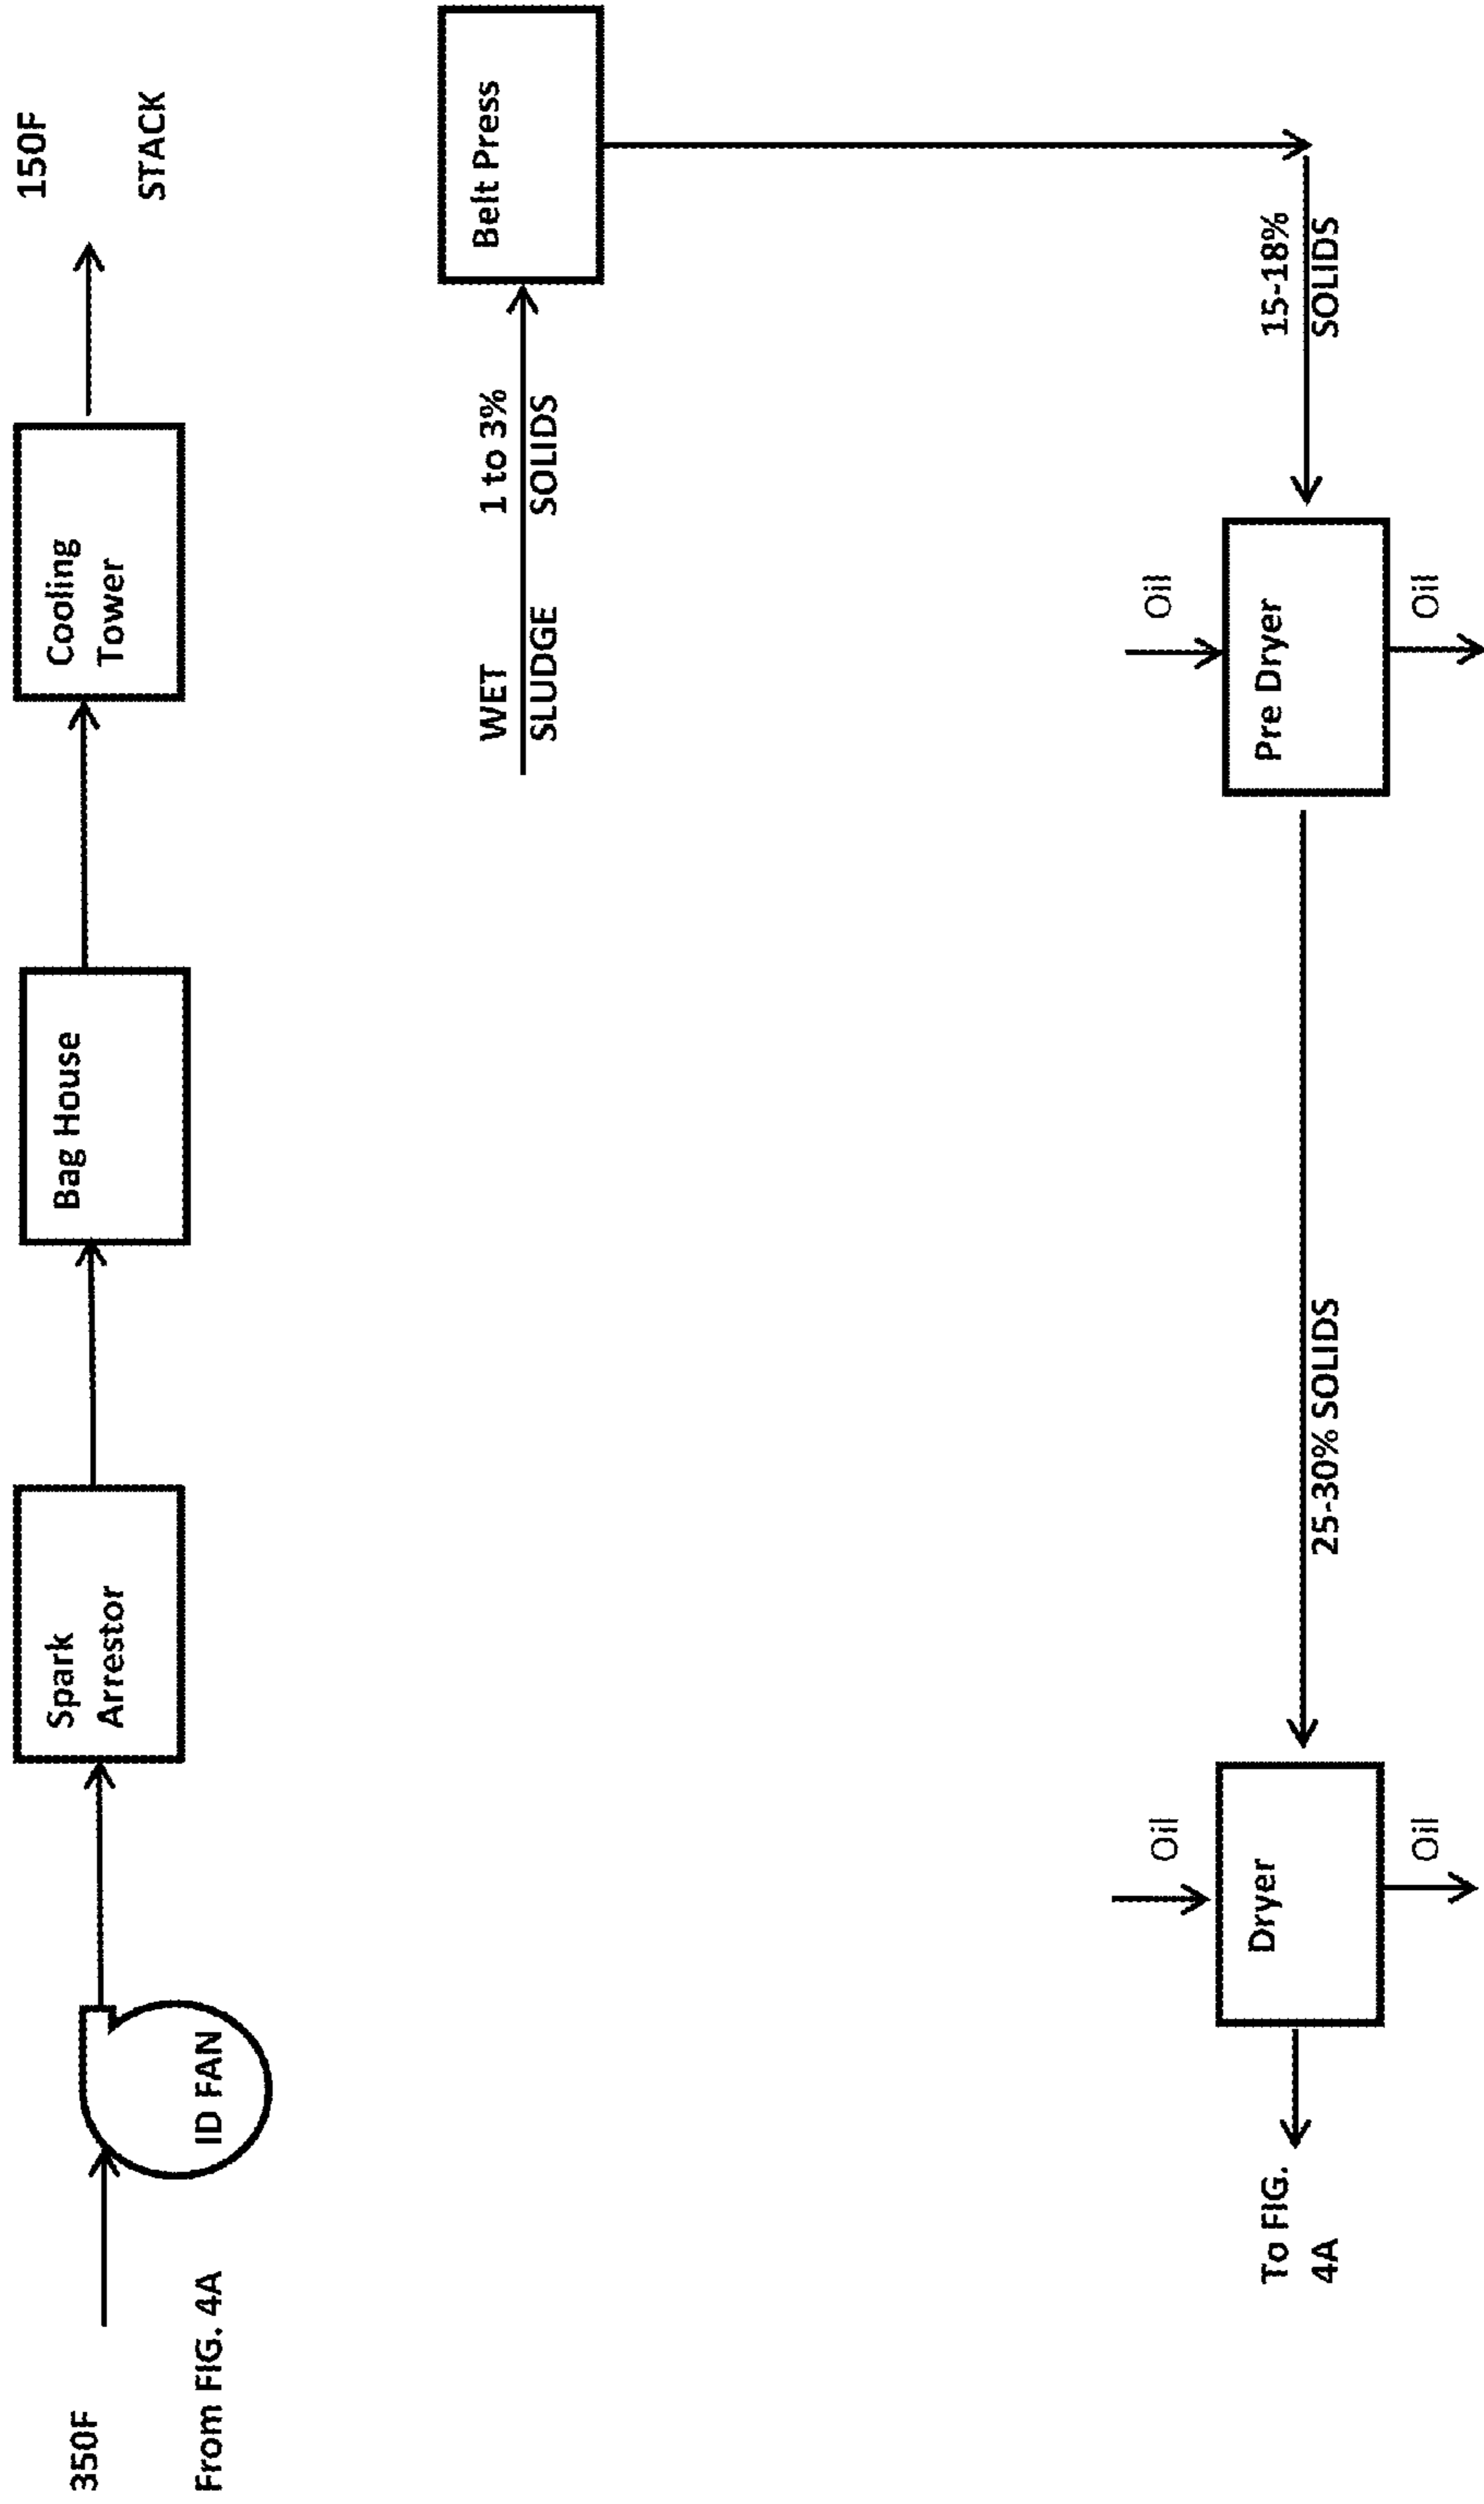 350F
From FIG. 4A
ID FAN
Spark
Arrestor
Bag House
Cooling
Tower
150F
STACK
WET
SLUDGE
1 to 3%
SOLIDS
Belt Press
15-18%
SOLIDS
Oil
Pre Dryer
Oil
25-30% SOLIDS
Oil
Dryer
Oil
To FIG.
4A